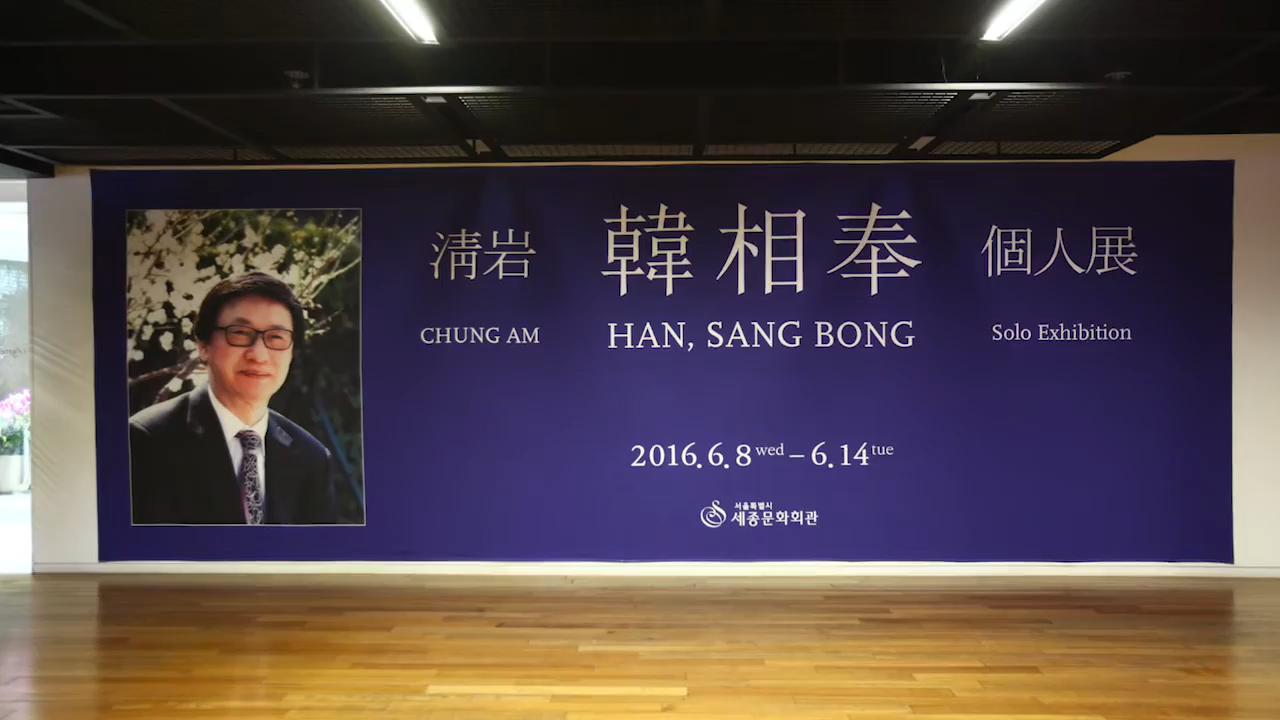 淸岩 韓相奉 個人展
CHUNG AM HAN, SANG BONG Solo Exhibition
2016.6.8 wed – 6.14 tue
서울특별시
세종문화회관